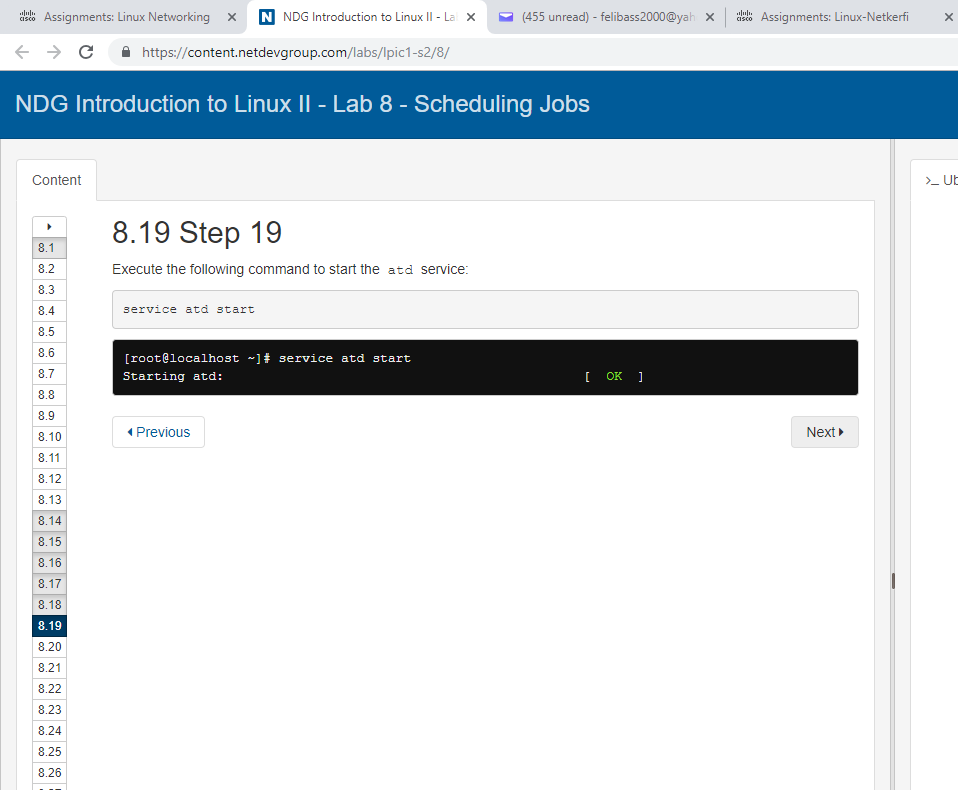 Assignments: Linux Networking
NDG Introduction to Linux II - La
(455 unread) - felibass2000@yah
Assignments: Linux-Netkerfi
https://content.netdevgroup.com/labs/lpic1-s2/8/
NDG Introduction to Linux II - Lab 8 - Scheduling Jobs
Content
>_ Ub
8.1
8.2
8.3
8.4
8.5
8.6
8.7
8.8
8.9
8.10
8.11
8.12
8.13
8.14
8.15
8.16
8.17
8.18
8.19
8.20
8.21
8.22
8.23
8.24
8.25
8.26
8.19 Step 19
Execute the following command to start the atd service:
service atd start
[root@localhost ~]# service atd start
Starting atd: [ OK ]
Previous
Next